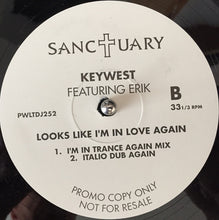 SANCTUARY
KEYWEST
FEATURING ERIK
PWLTDJ252
B
33 1/3 RPM
LOOKS LIKE I'M IN LOVE AGAIN
1. I'M IN TRANCE AGAIN MIX
2. ITALIO DUB AGAIN
PROMO COPY ONLY
NOT FOR RESALE